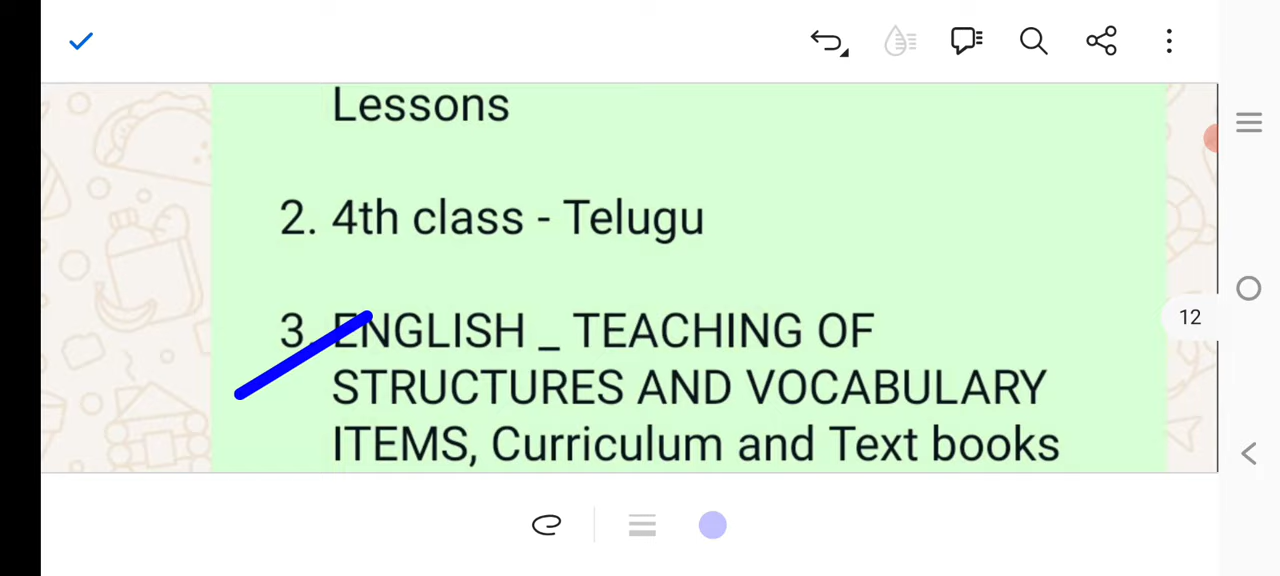 Lessons
2. 4th class - Telugu
3. ENGLISH _ TEACHING OF
STRUCTURES AND VOCABULARY
ITEMS, Curriculum and Text books
12